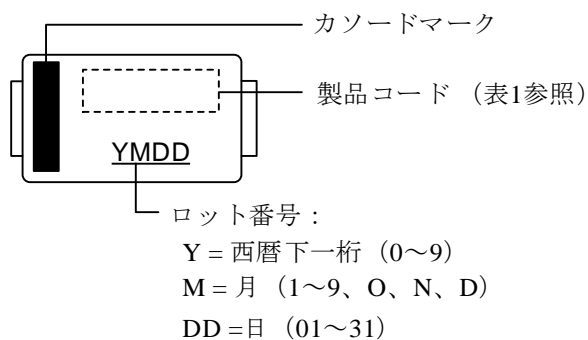 カソードマーク
製品コード （表1参照）
YMDD
ロット番号：
Y = 西暦下一桁（0～9）
M = 月（1～9、O、N、D）
DD =日（01～31）